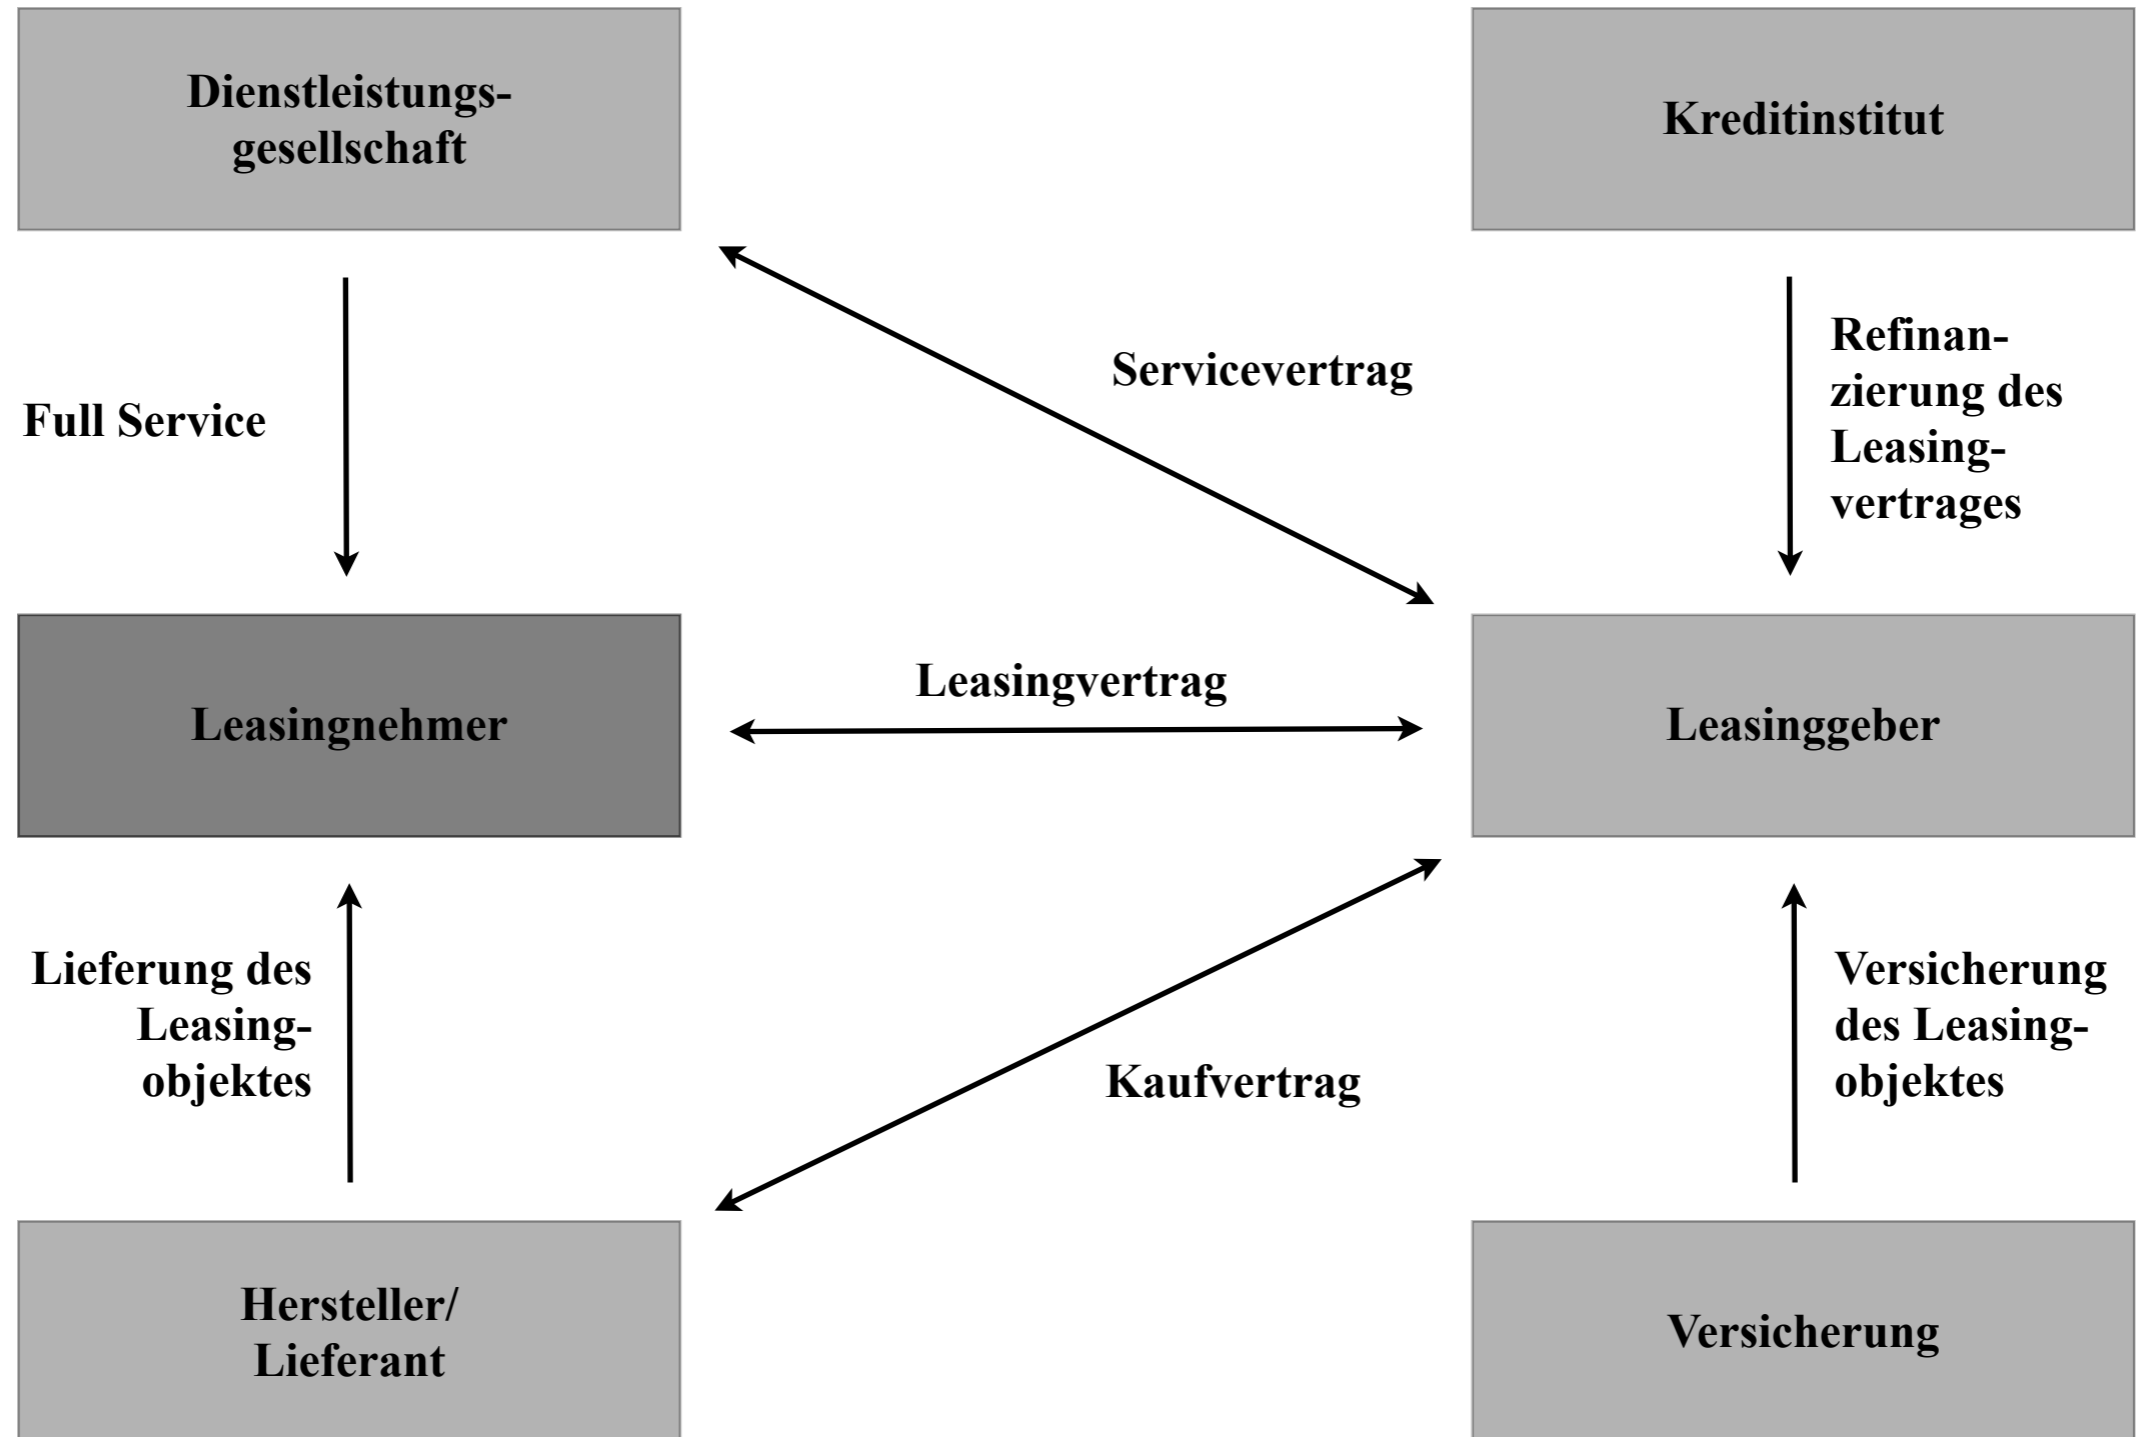 Dienstleistungs-
gesellschaft
Kreditinstitut
Full Service
Servicevertrag
Refinan-
zierung des
Leasing-
vertrages
Leasingnehmer
Leasingvertrag
Leasinggeber
Lieferung des
Leasing-
objektes
Kaufvertrag
Versicherung
des Leasing-
objektes
Hersteller/
Lieferant
Versicherung